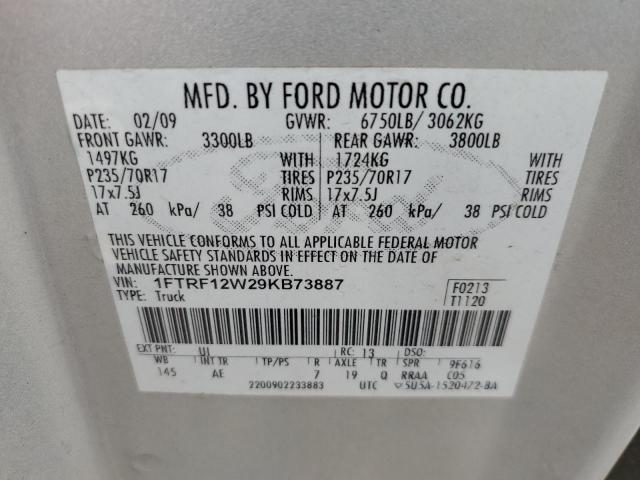 MFD. BY FORD MOTOR CO.
DATE: 02/09 GVWR: 6750LB/ 3062KG
FRONT GAWR: 3300LB REAR GAWR: 3800LB
1497KG WITH 1724KG WITH
P235/70R17 TIRES P235/70R17 TIRES
17x7.5J RIMS 17x7.5J RIMS
AT 260 kPa/ 38 PSI COLD AT 260 kPa/ 38 PSI COLD
THIS VEHICLE CONFORMS TO ALL APPLICABLE FEDERAL MOTOR
VEHICLE SAFETY STANDARDS IN EFFECT ON THE DATE OF
MANUFACTURE SHOWN ABOVE.
VIN: 1FTRF12W29KB73887 F0213
TYPE: Truck T1120
EXT PNT: UI RC: 13 DSO:
WB INT TR TP/PS R AXLE TR SPR 9F616
145 AE 7 19 Q RRAA C05
2200902233883 UTC 5U5A-1520472-BA